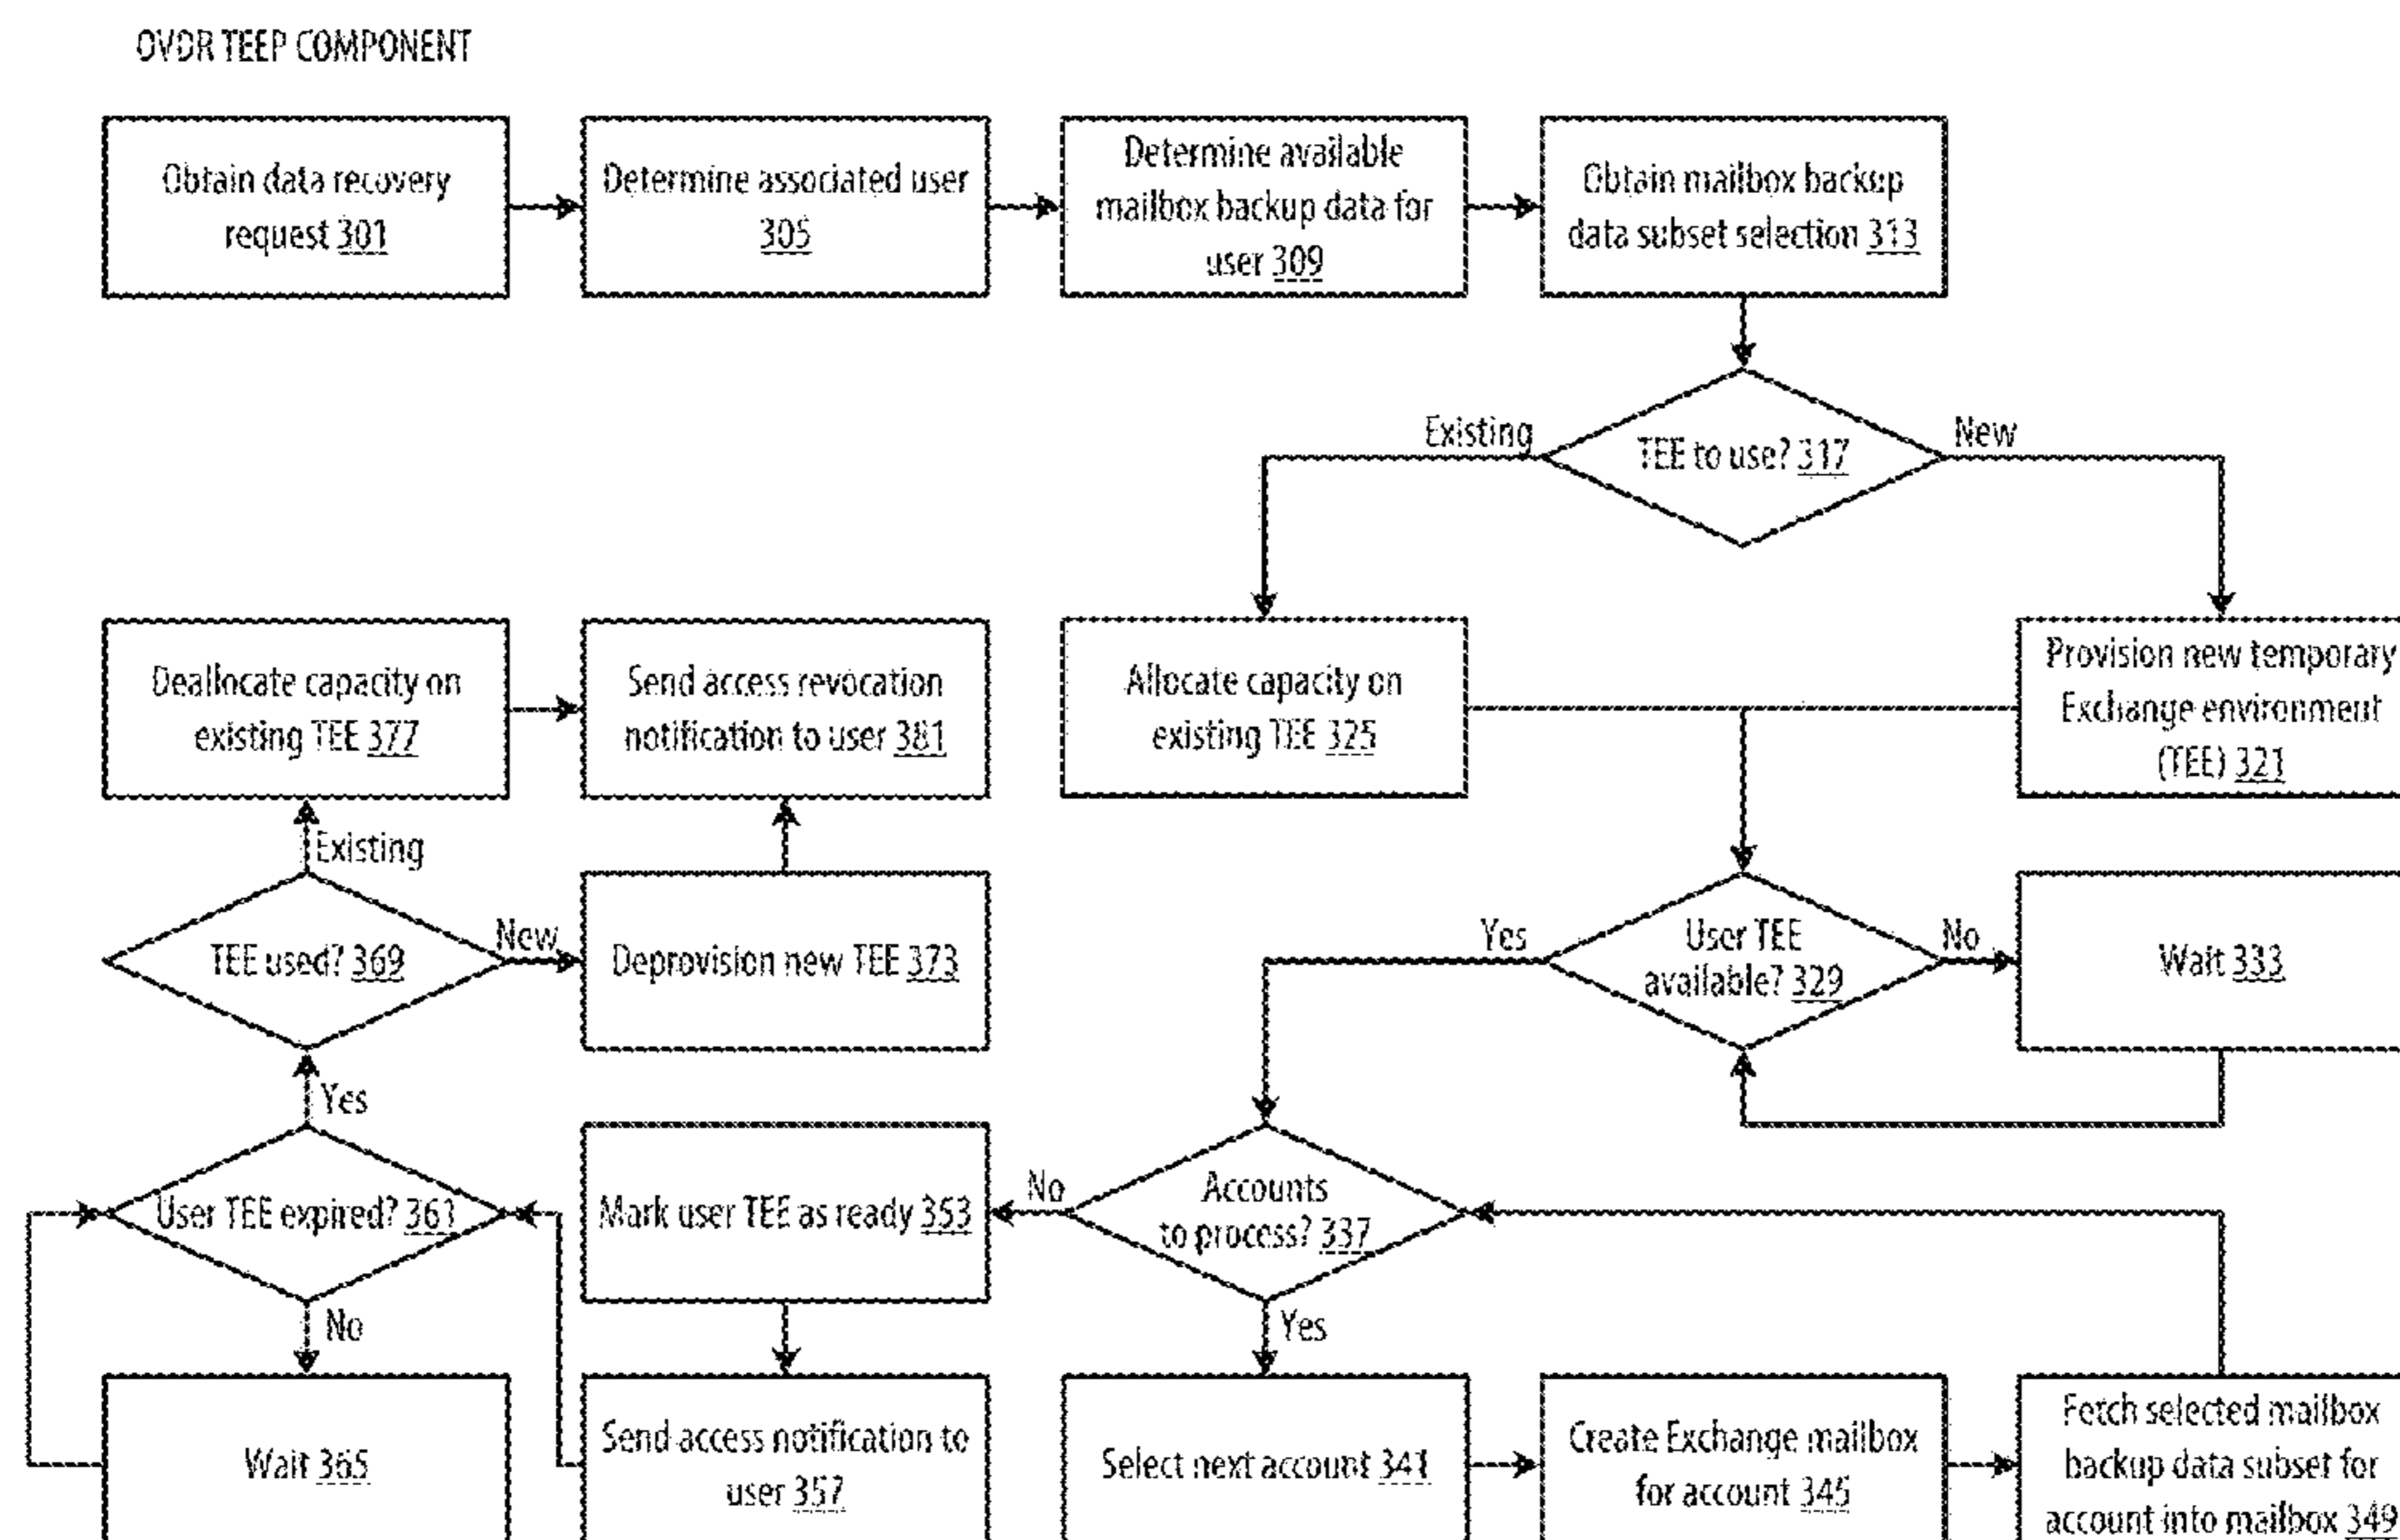 OVDR TEEP COMPONENT
Obtain data recovery
request 301
Determine associated user
305
Determine available
mailbox backup data for
user 309
Obtain mailbox backup
data subset selection 313
Existing
TEE to use? 317
New
Deallocate capacity on
existing TEE 377
Send access revocation
notification to user 381
Allocate capacity on
existing TEE 325
Provision new temporary
Exchange environment
(TEE) 321
Existing
TEE used? 369
New
Deprovision new TEE 373
Yes
User TEE
available? 329
No
Wait 333
Yes
User TEE expired? 361
Mark user TEE as ready 353
No
Accounts
to process? 337
No
Yes
Wait 365
Send access notification to
user 357
Select next account 341
Create Exchange mailbox
for account 345
Fetch selected mailbox
backup data subset for
account into mailbox 349